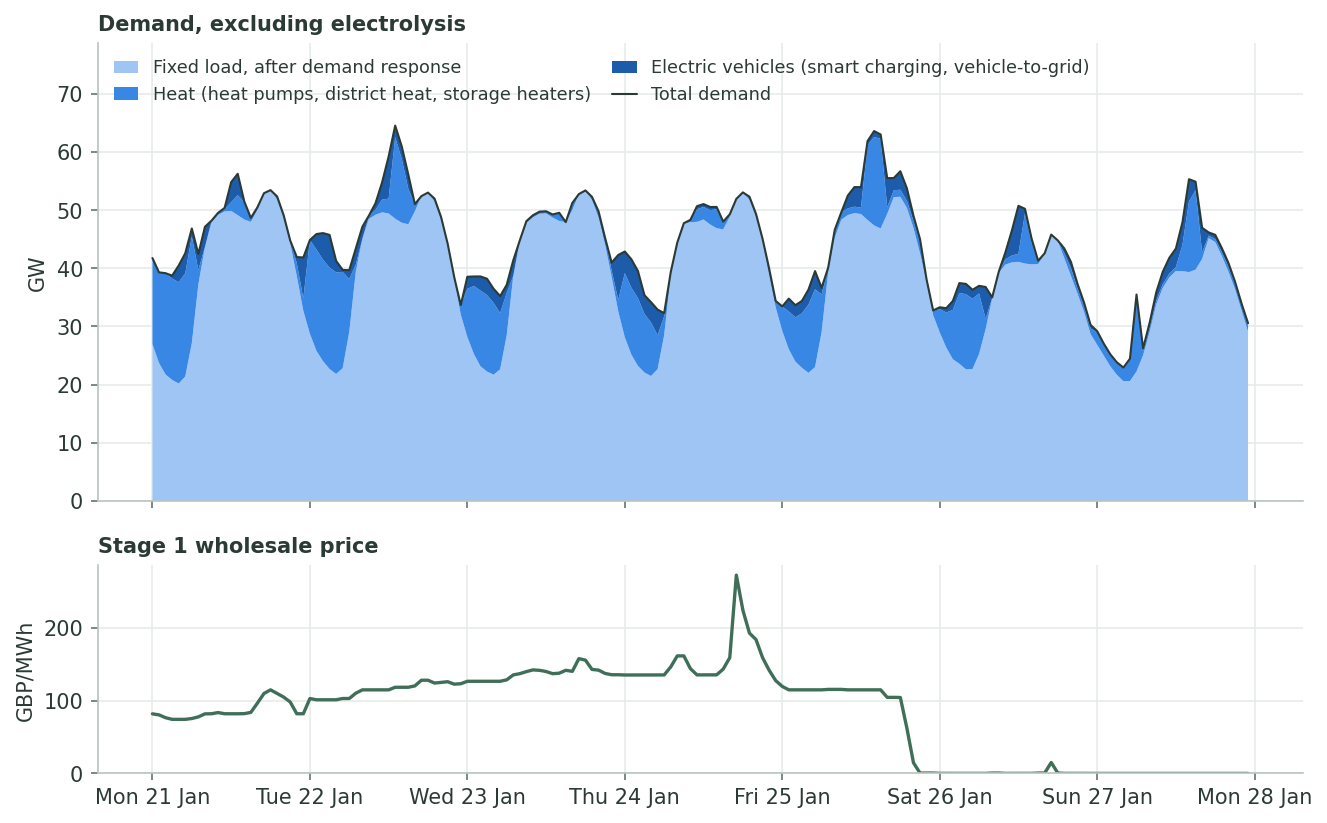 Demand, excluding electrolysis
Fixed load, after demand response
Heat (heat pumps, district heat, storage heaters)
Electric vehicles (smart charging, vehicle-to-grid)
Total demand
GW
70
60
50
40
30
20
10
0
Stage 1 wholesale price
GBP/MWh
200
100
0
Mon 21 Jan Tue 22 Jan Wed 23 Jan Thu 24 Jan Fri 25 Jan Sat 26 Jan Sun 27 Jan Mon 28 Jan